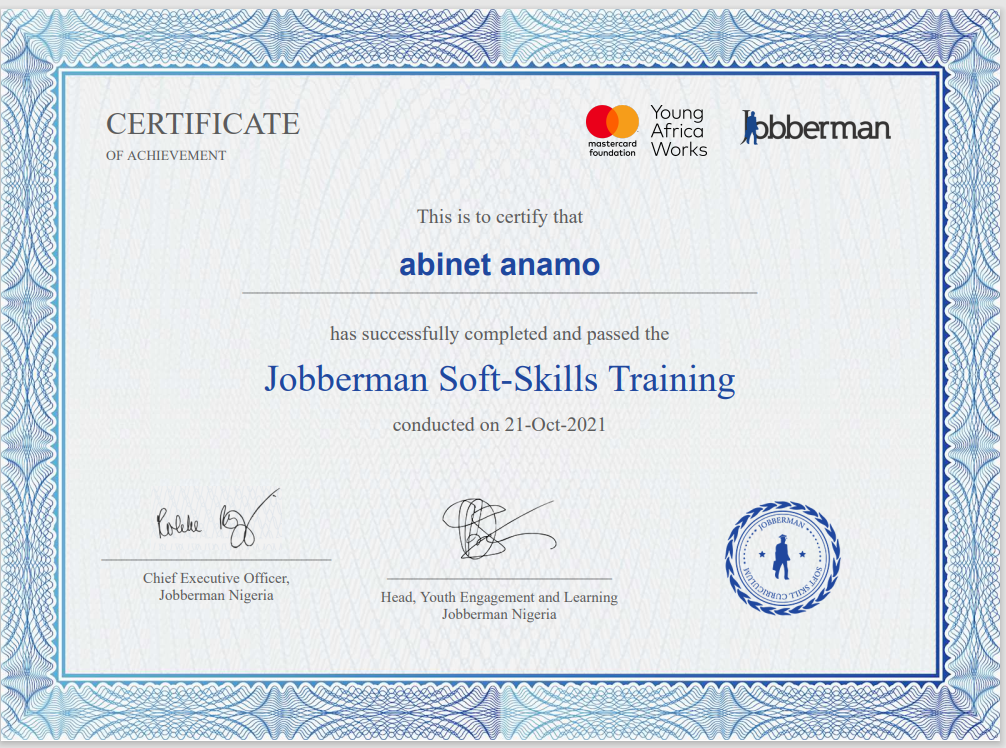 CERTIFICATE
OF ACHIEVEMENT
mastercard
foundation
Young
Africa
Works
Jobberman
This is to certify that
abinet anamo
has successfully completed and passed the
Jobberman Soft-Skills Training
conducted on 21-Oct-2021
Chief Executive Officer,
Jobberman Nigeria
Head, Youth Engagement and Learning
Jobberman Nigeria
JOBBERMAN
SOFT SKILL CURRICULUM